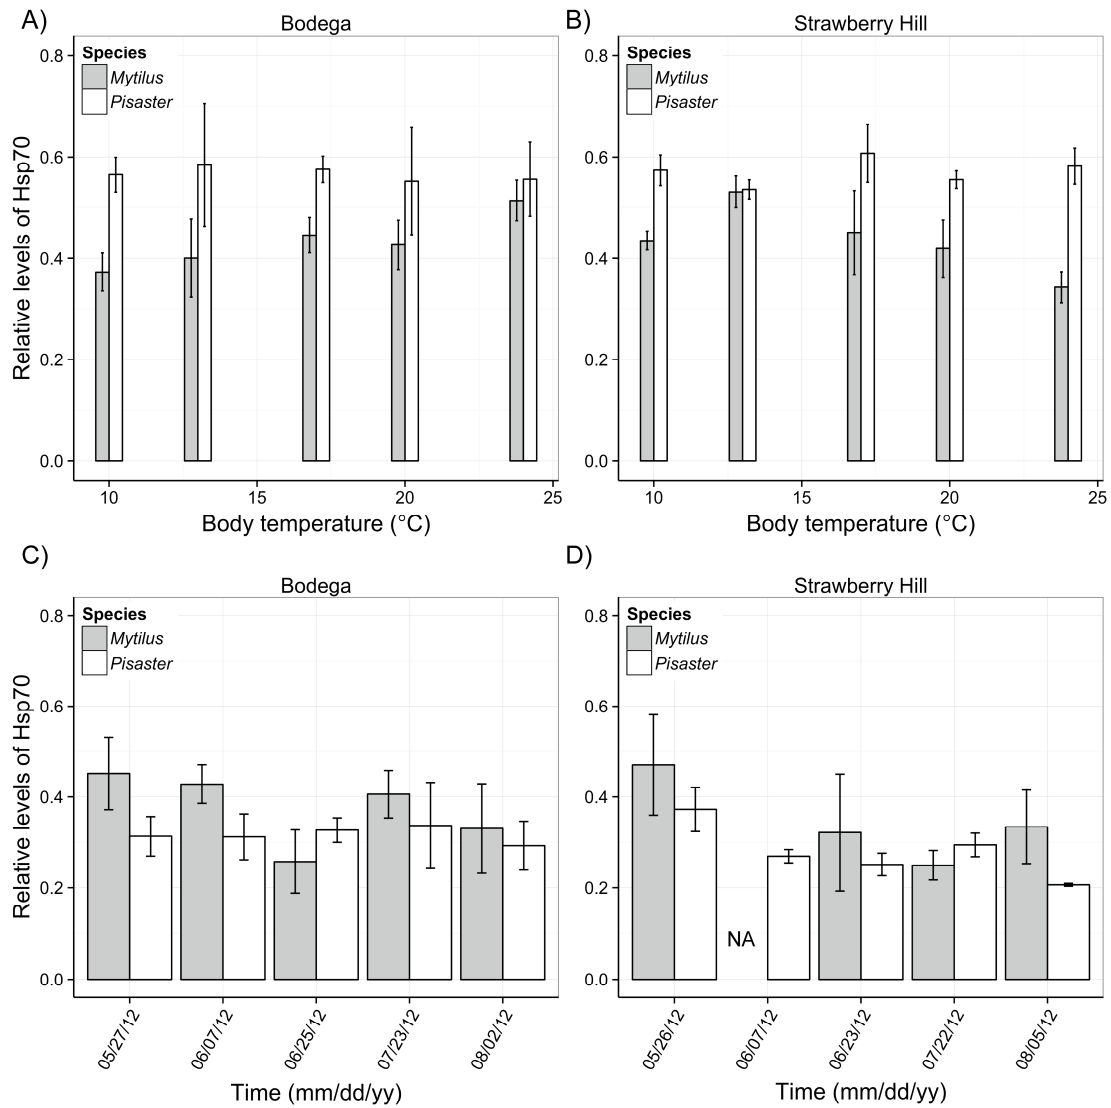 A)
Bodega
Species
Mytilus
Pisaster
Relative levels of Hsp70
0.8
0.6
0.4
0.2
0.0
10
15
20
25
Body temperature (°C)
B)
Strawberry Hill
Species
Mytilus
Pisaster
0.8
0.6
0.4
0.2
0.0
10
15
20
25
Body temperature (°C)
C)
Bodega
Species
Mytilus
Pisaster
Relative levels of Hsp70
0.8
0.6
0.4
0.2
0.0
05/27/12
06/07/12
06/25/12
07/23/12
08/02/12
Time (mm/dd/yy)
D)
Strawberry Hill
Species
Mytilus
Pisaster
0.8
0.6
0.4
0.2
0.0
NA
05/26/12
06/07/12
06/23/12
07/22/12
08/05/12
Time (mm/dd/yy)